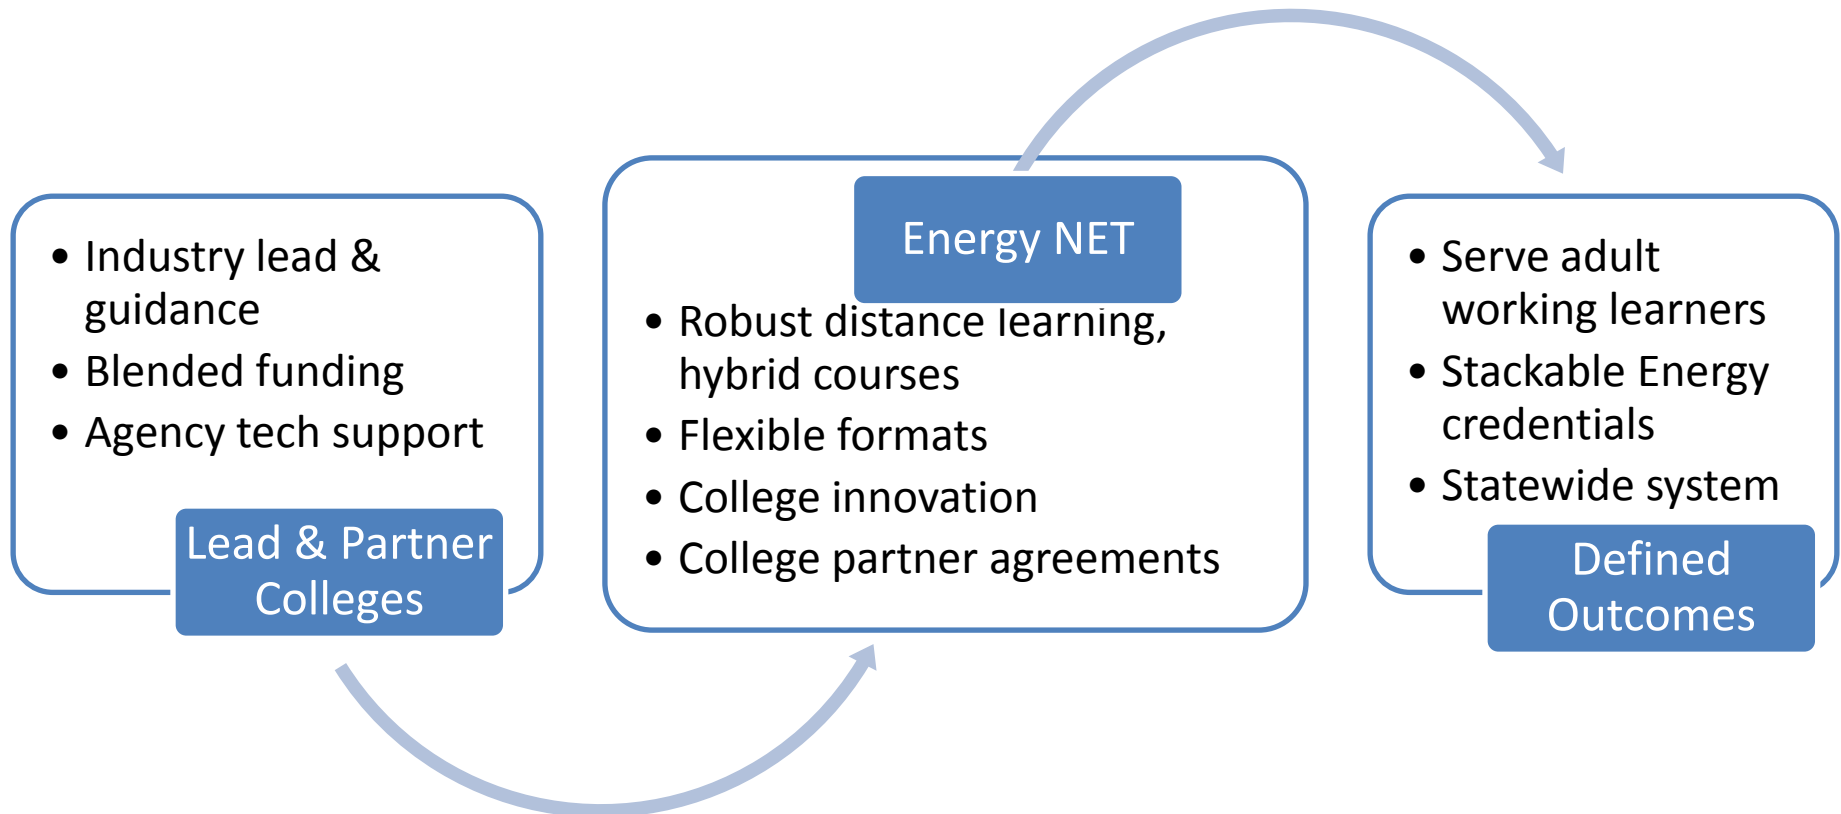 • Industry lead &
guidance
• Blended funding
• Agency tech support
Lead & Partner
Colleges
Energy NET
• Robust distance learning,
hybrid courses
• Flexible formats
• College innovation
• College partner agreements
• Serve adult
working learners
• Stackable Energy
credentials
• Statewide system
Defined
Outcomes